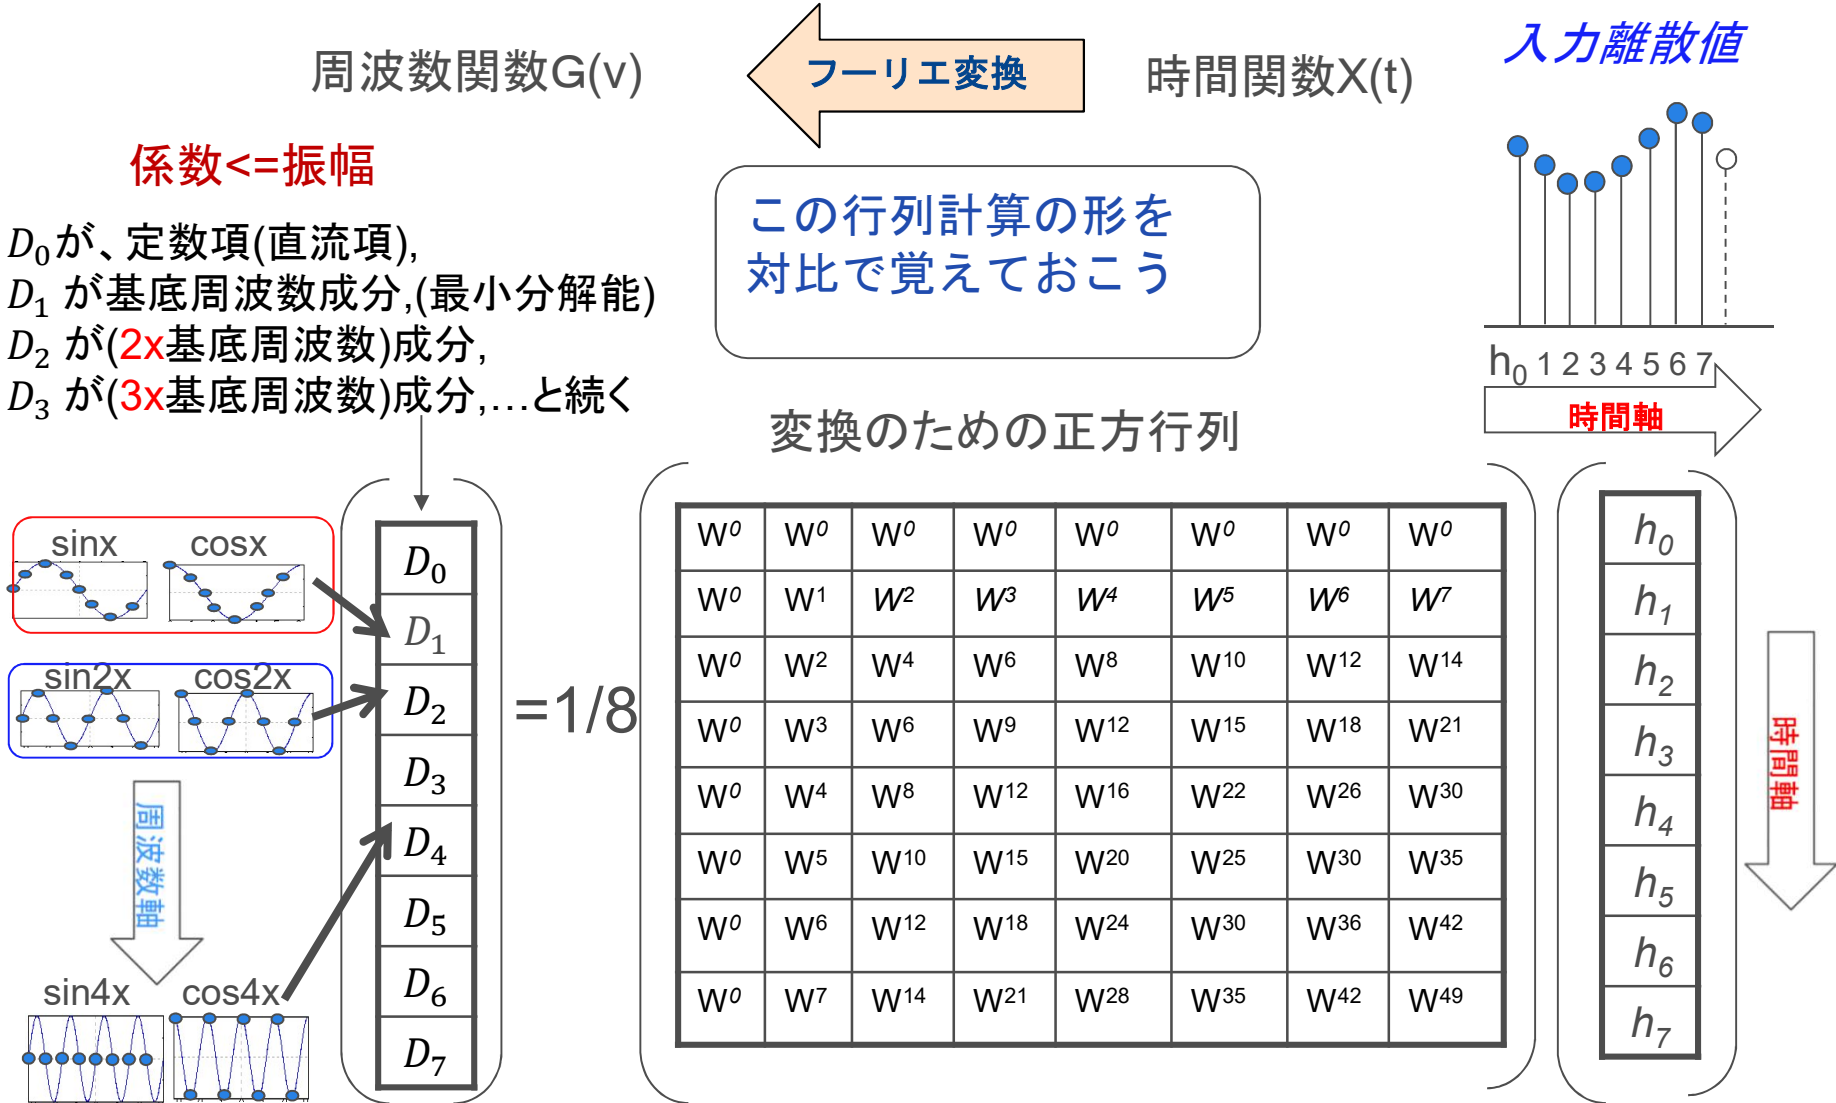 周波数関数G(v)
フーリエ変換
時間関数X(t)
入力離散値
係数<=振幅
D₀が、定数項(直流項),
D₁ が基底周波数成分,(最小分解能)
D₂ が(2x基底周波数)成分,
D₃ が(3x基底周波数)成分,…と続く
この行列計算の形を
対比で覚えておこう
h₀ 1 2 3 4 5 6 7
時間軸
変換のための正方行列
sinx cosx
sin2x cos2x
周波数軸
sin4x cos4x
D₀
D₁
D₂
D₃
D₄
D₅
D₆
D₇
=1/8
W⁰ W⁰ W⁰ W⁰ W⁰ W⁰ W⁰ W⁰
W⁰ W¹ W² W³ W⁴ W⁵ W⁶ W⁷
W⁰ W² W⁴ W⁶ W⁸ W¹⁰ W¹² W¹⁴
W⁰ W³ W⁶ W⁹ W¹² W¹⁵ W¹⁸ W²¹
W⁰ W⁴ W⁸ W¹² W¹⁶ W²² W²⁶ W³⁰
W⁰ W⁵ W¹⁰ W¹⁵ W²⁰ W²⁵ W³⁰ W³⁵
W⁰ W⁶ W¹² W¹⁸ W²⁴ W³⁰ W³⁶ W⁴²
W⁰ W⁷ W¹⁴ W²¹ W²⁸ W³⁵ W⁴² W⁴⁹
h₀
h₁
h₂
h₃
h₄
h₅
h₆
h₇
時間軸